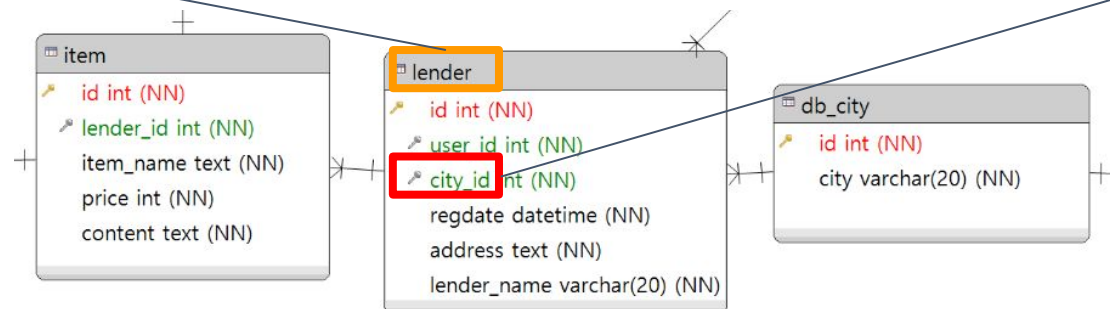 item
id int (NN)
lender_id int (NN)
item_name text (NN)
price int (NN)
content text (NN)
lender
id int (NN)
user_id int (NN)
city_id int (NN)
regdate datetime (NN)
address text (NN)
lender_name varchar(20) (NN)
db_city
id int (NN)
city varchar(20) (NN)